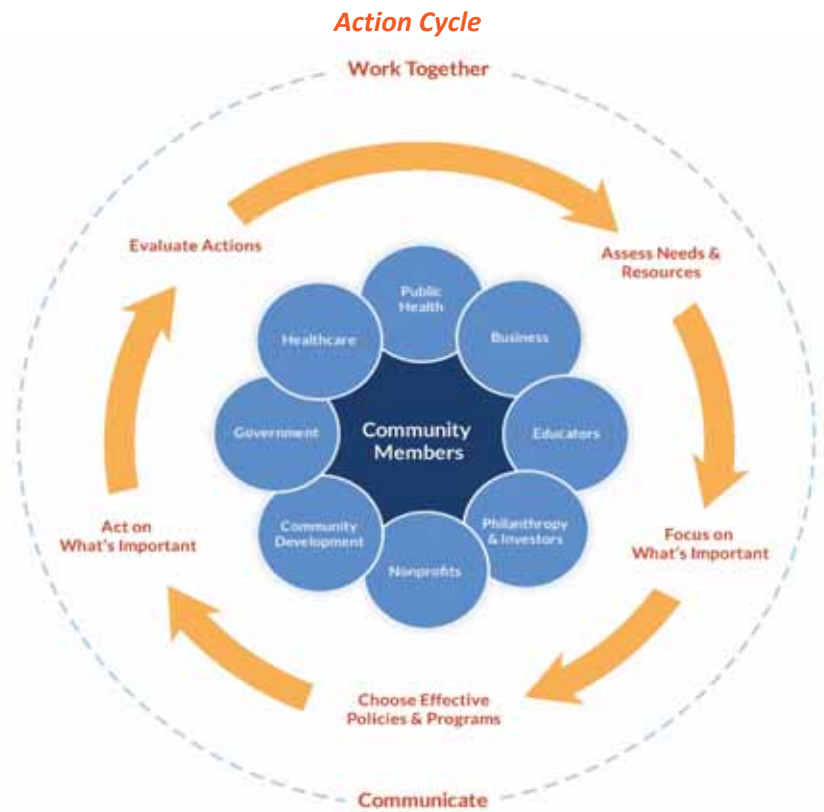 Action Cycle
Work Together
Evaluate Actions
Assess Needs &
Resources
Public
Health
Healthcare
Business
Government
Community
Members
Educators
Act on
What's Important
Community
Development
Philanthropy
& Investors
Focus on
What's Important
Nonprofits
Choose Effective
Policies & Programs
Communicate